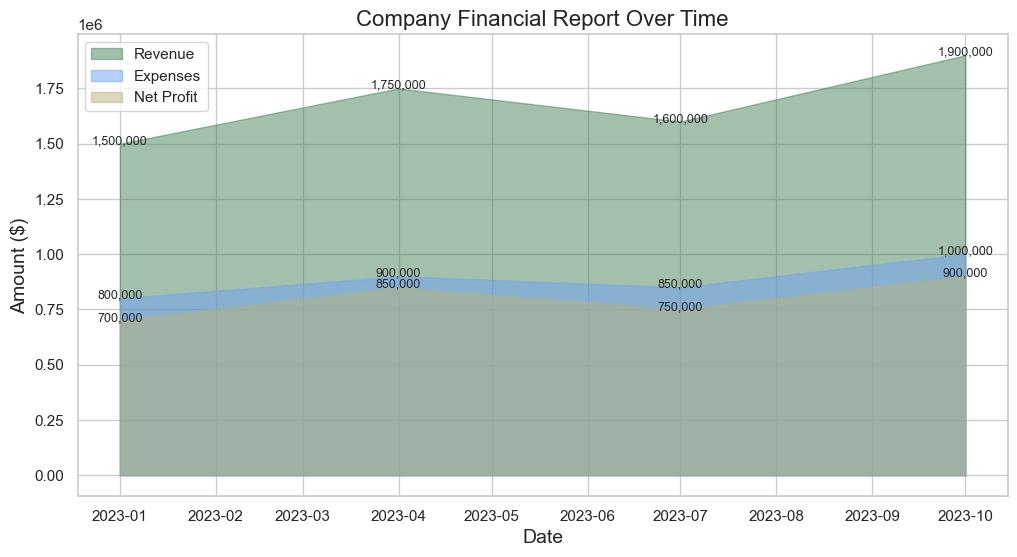 Company Financial Report Over Time
1e6
Revenue
Expenses
Net Profit
1,900,000
1,750,000
1.75
1,600,000
1,500,000
1.50
1.25
1,000,000
1.00
900,000
900,000
850,000
850,000
800,000
750,000
0.75
700,000
0.50
0.25
0.00
Amount ($)
2023-01 2023-02 2023-03 2023-04 2023-05 2023-06 2023-07 2023-08 2023-09 2023-10
Date